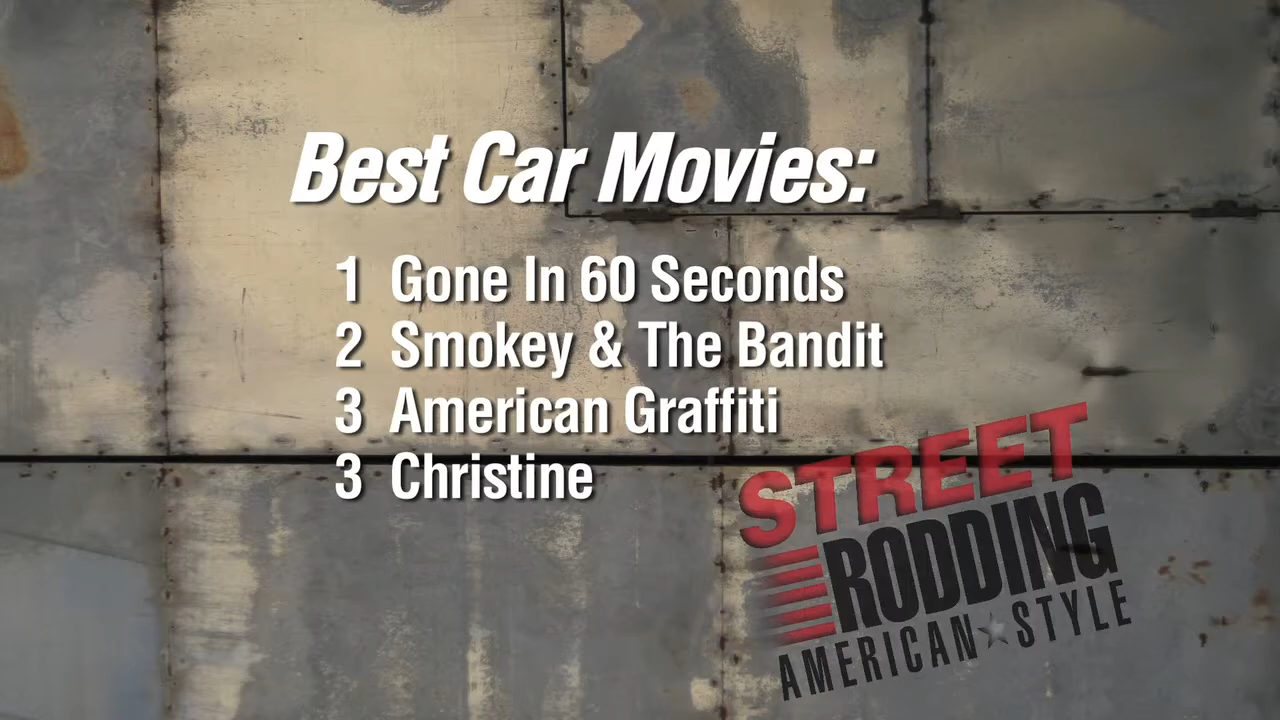 Best Car Movies:
1 Gone In 60 Seconds
2 Smokey & The Bandit
3 American Graffiti
3 Christine
STREET
RODDING
AMERICAN STYLE